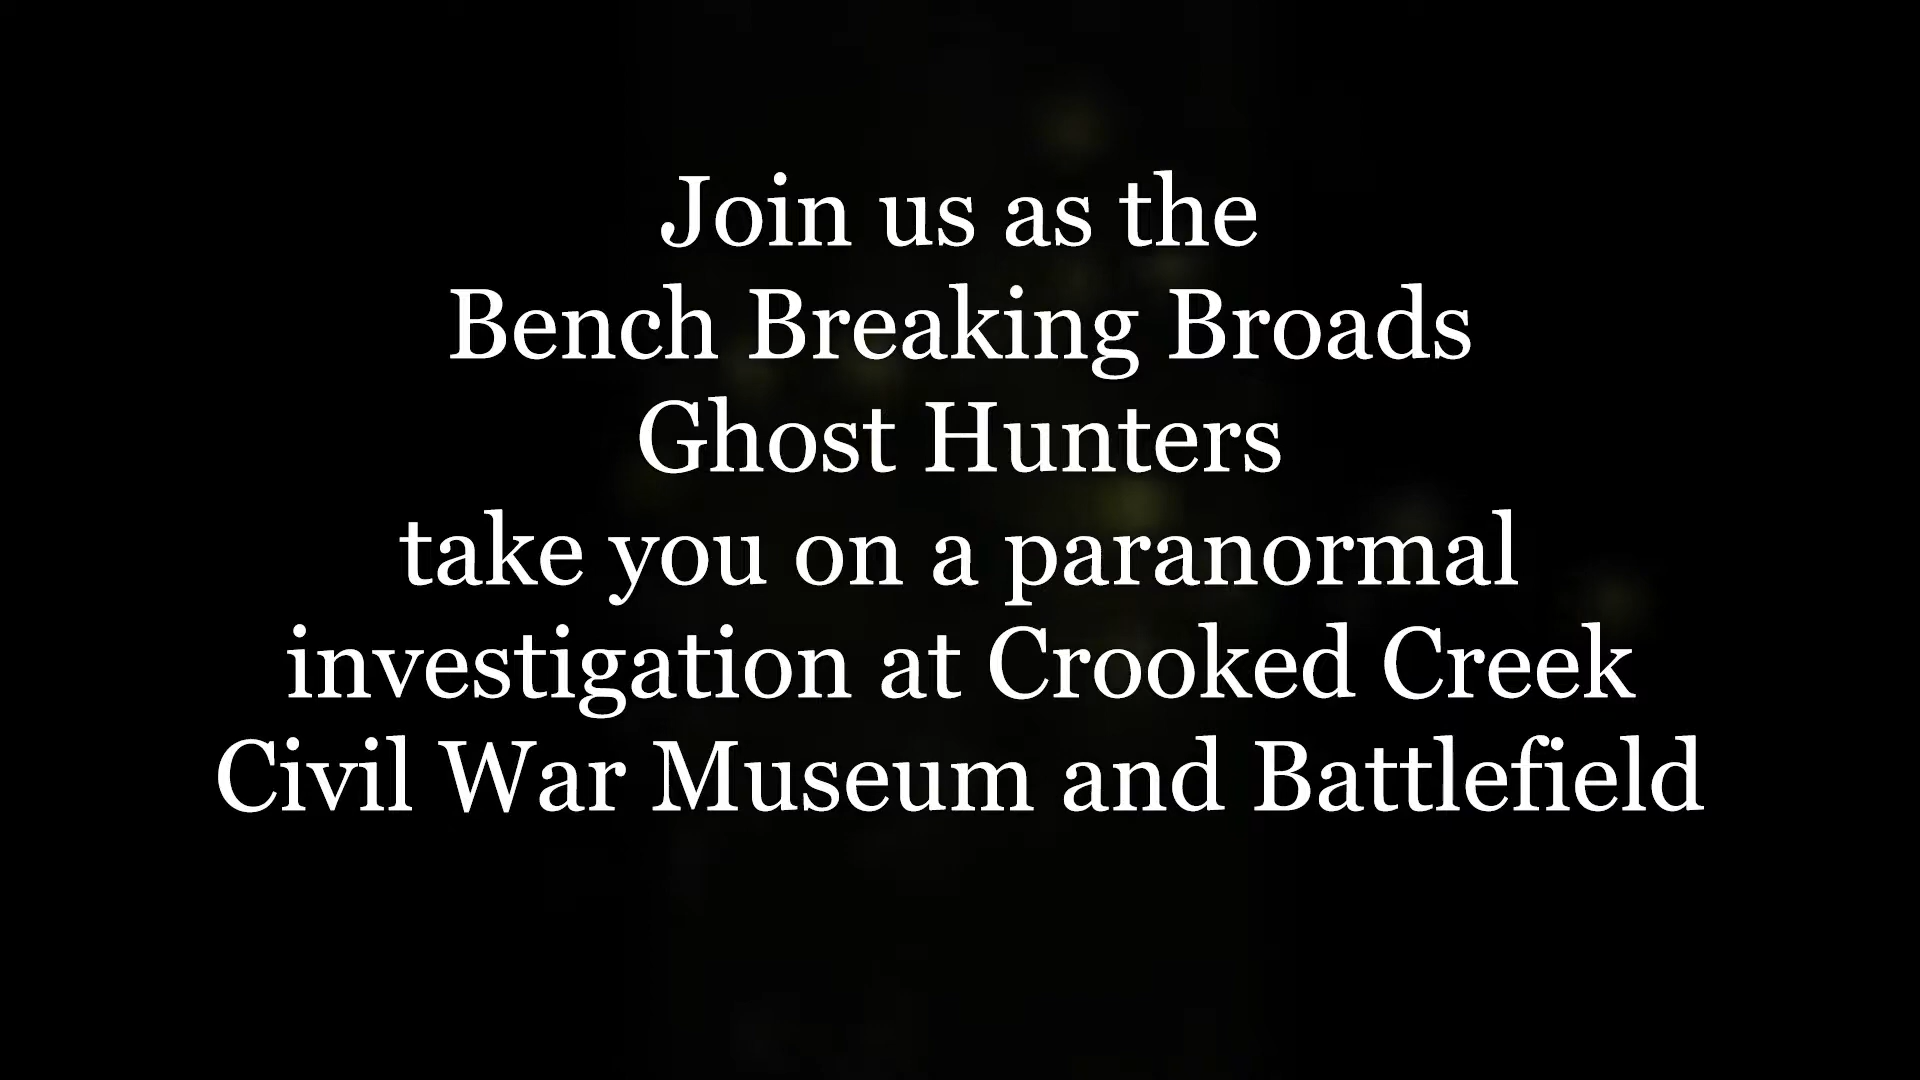 Join us as the
Bench Breaking Broads
Ghost Hunters
take you on a paranormal
investigation at Crooked Creek
Civil War Museum and Battlefield